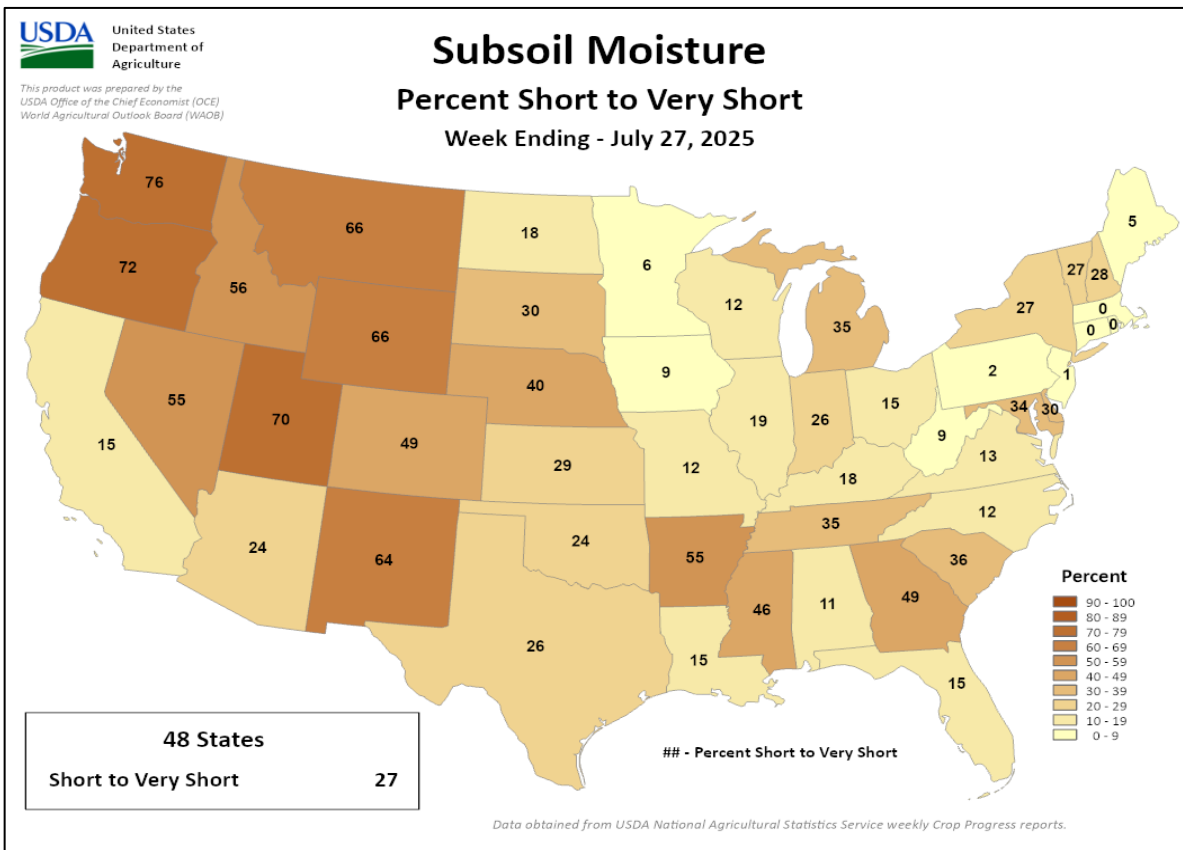 USDA
United States
Department of
Agriculture
This product was prepared by the
USDA Office of the Chief Economist (OCE)
World Agricultural Outlook Board (WAOB)
Subsoil Moisture
Percent Short to Very Short
Week Ending - July 27, 2025
76
66
18
6
5
72
56
30
12
27
27
28
0
0
0
66
35
27
40
9
2
1
55
70
49
19
26
15
34
30
15
29
12
18
9
13
24
64
24
55
35
12
36
26
46
11
49
15
15
Percent
90 - 100
80 - 89
70 - 79
60 - 69
50 - 59
40 - 49
30 - 39
20 - 29
10 - 19
0 - 9
48 States
Short to Very Short 27
## - Percent Short to Very Short
Data obtained from USDA National Agricultural Statistics Service weekly Crop Progress reports.